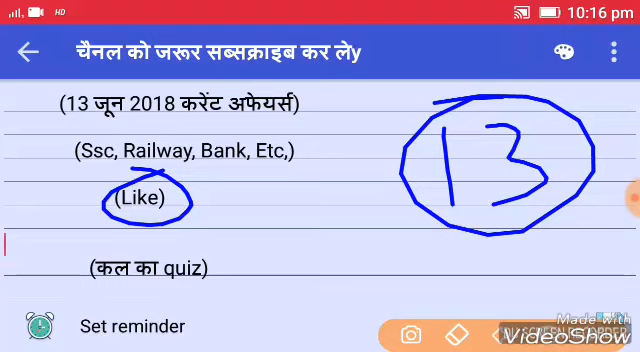 HD 10:16 pm
चैनल को जरूर सब्सक्राइब कर लेy
(13 जून 2018 करेंट अफेयर्स)
(Ssc, Railway, Bank, Etc,)
13
(Like)
(कल का quiz)
Set reminder
Made with
VideoShow